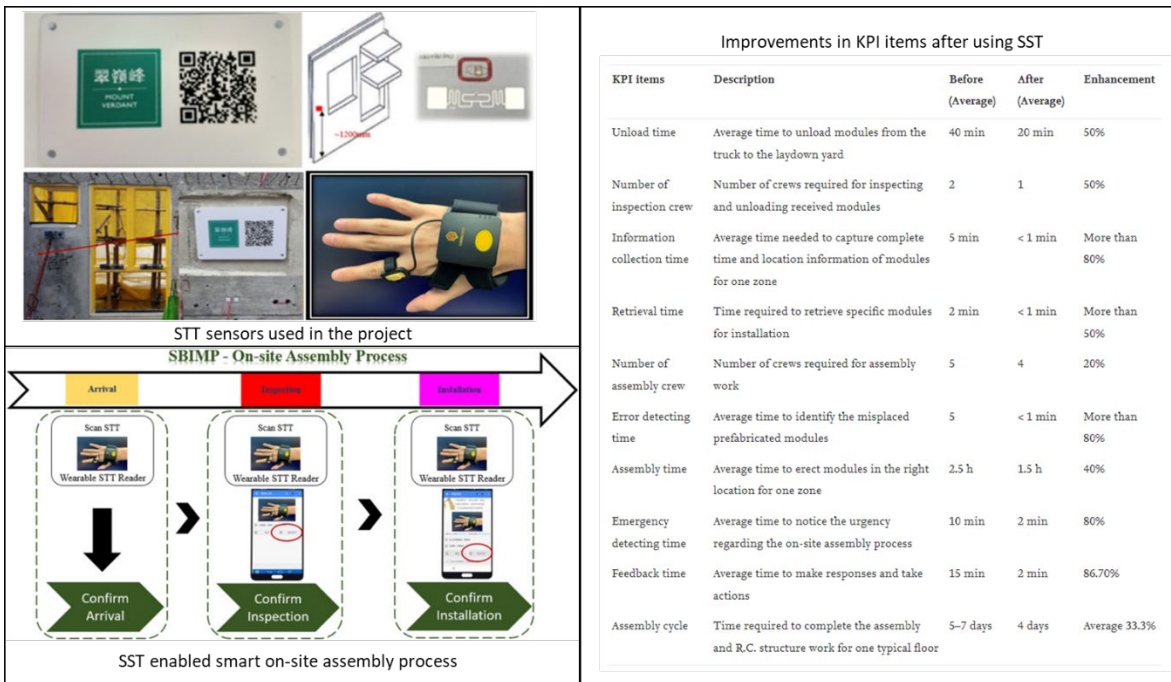 翠嶺峰
MOUNT
VERDANT
~1200mm
STT sensors used in the project
SBIMP - On-site Assembly Process
Arrival
Inspection
Installation
Scan STT
Wearable STT Reader
Scan STT
Wearable STT Reader
Scan STT
Wearable STT Reader
Confirm
Arrival
Confirm
Inspection
Confirm
Installation
SST enabled smart on-site assembly process
Improvements in KPI items after using SST
KPI items Description Before After Enhancement
(Average) (Average)
Unload time Average time to unload modules from the 40 min 20 min 50%
truck to the laydown yard
Number of Number of crews required for inspecting 2 1 50%
inspection crew and unloading received modules
Information Average time needed to capture complete 5 min < 1 min More than
collection time time and location information of modules 80%
for one zone
Retrieval time Time required to retrieve specific modules 2 min < 1 min More than
for installation 50%
Number of Number of crews required for assembly 5 4 20%
assembly crew work
Error detecting Average time to identify the misplaced 5 < 1 min More than
time prefabricated modules 80%
Assembly time Average time to erect modules in the right 2.5 h 1.5 h 40%
location for one zone
Emergency Average time to notice the urgency 10 min 2 min 80%
detecting time regarding the on-site assembly process
Feedback time Average time to make responses and take 15 min 2 min 86.70%
actions
Assembly cycle Time required to complete the assembly 5–7 days 4 days Average 33.3%
and R.C. structure work for one typical floor